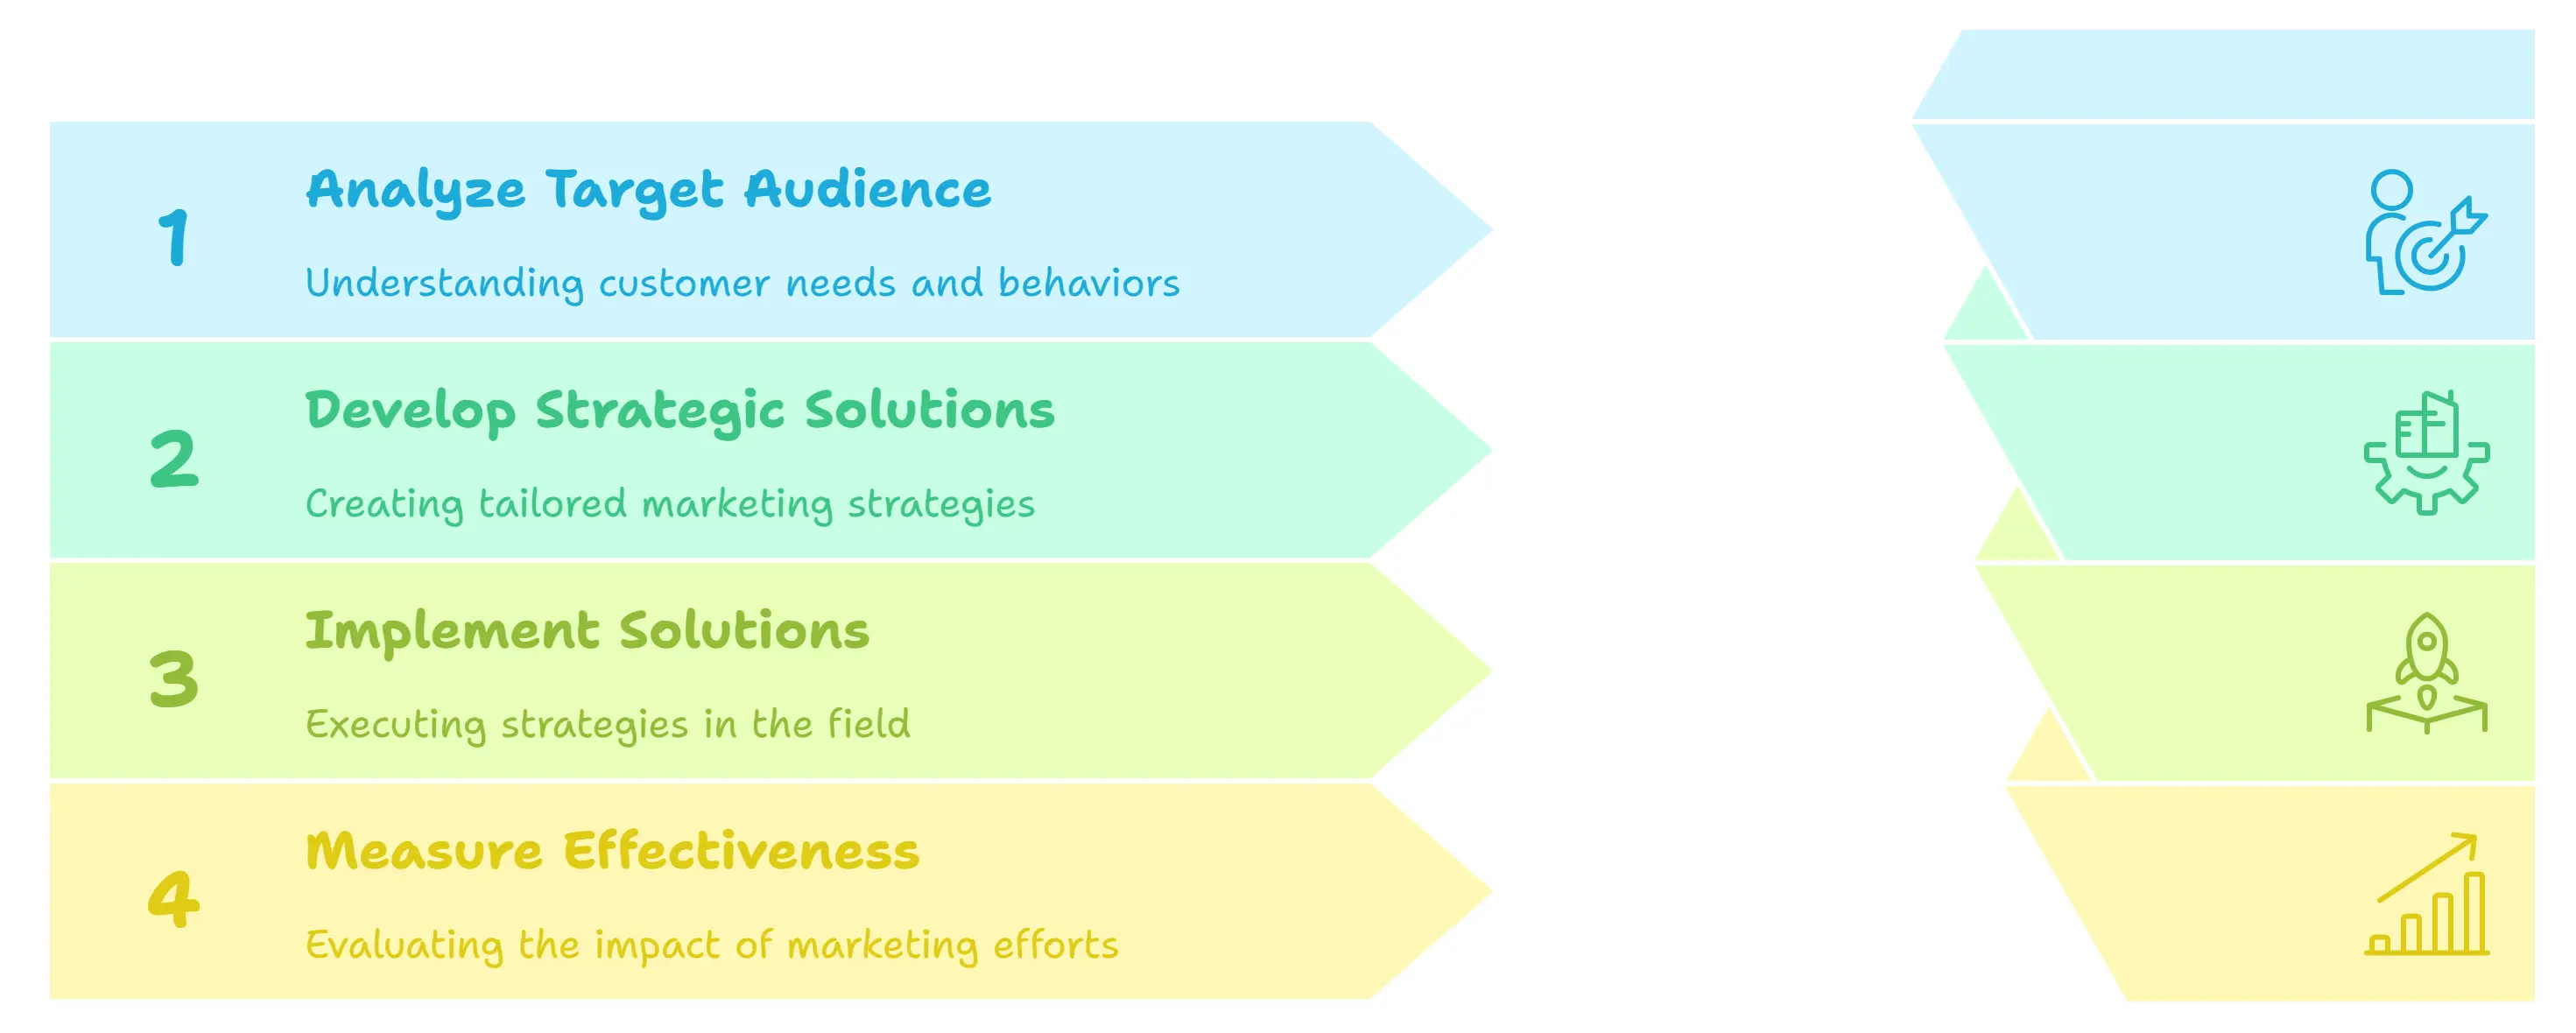 1
Analyze Target Audience
Understanding customer needs and behaviors
2
Develop Strategic Solutions
Creating tailored marketing strategies
3
Implement Solutions
Executing strategies in the field
4
Measure Effectiveness
Evaluating the impact of marketing efforts